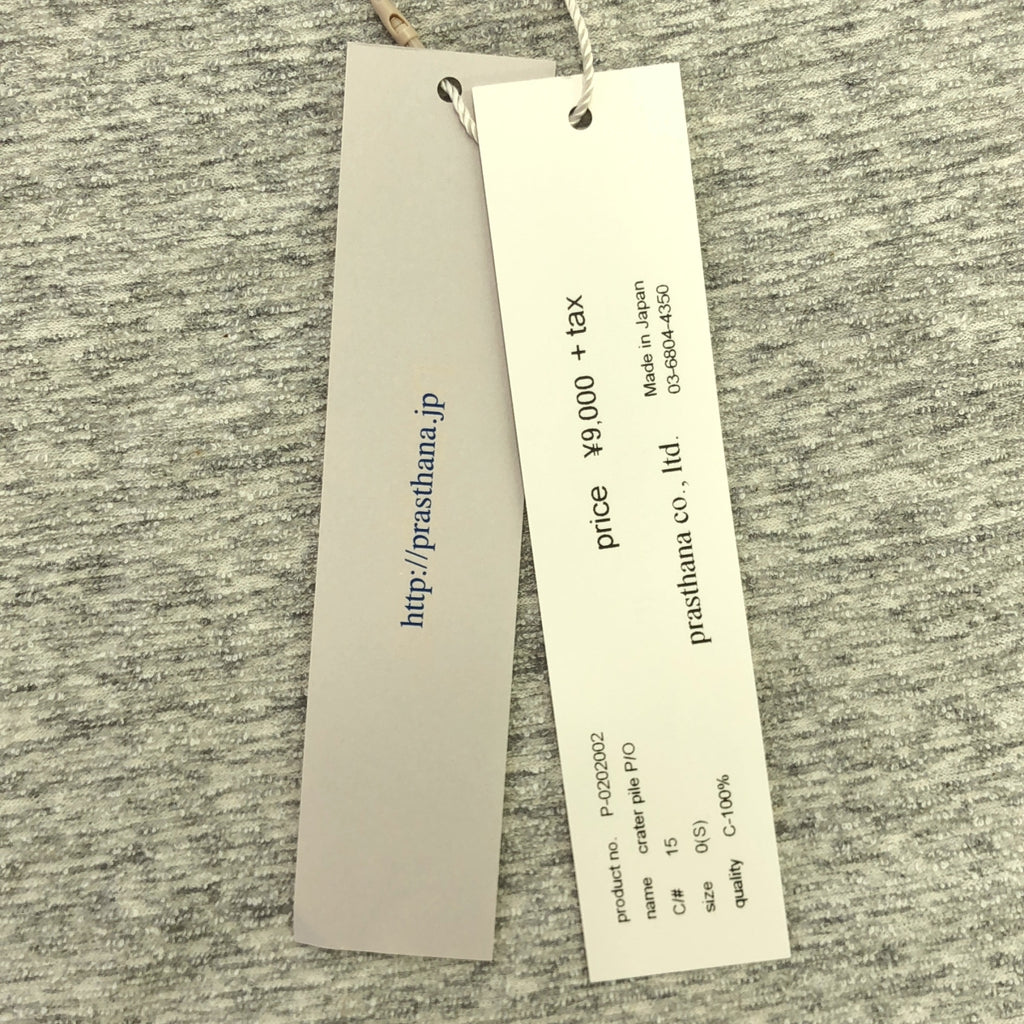 http://prasthana.jp
product no. P-0202002
name crater pile P/O
C/# 15
size 0(S)
quality C-100%
price ¥9,000 + tax
prasthana co., ltd.
Made in Japan
03-6804-4350